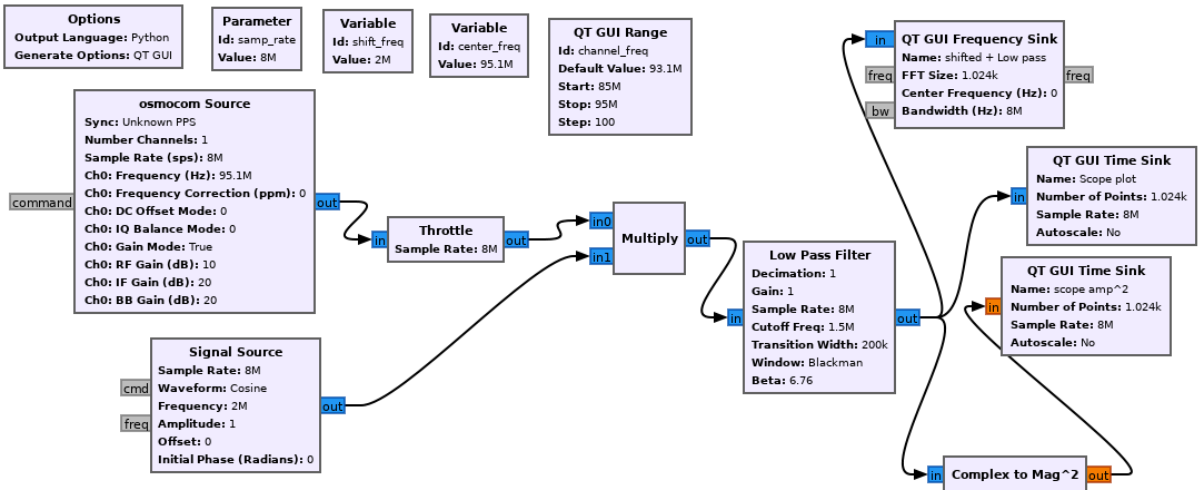 Options
Output Language: Python
Generate Options: QT GUI
Parameter
Id: samp_rate
Value: 8M
Variable
Id: shift_freq
Value: 2M
Variable
Id: center_freq
Value: 95.1M
QT GUI Range
Id: channel_freq
Default Value: 93.1M
Start: 85M
Stop: 95M
Step: 100
in
freq
bw
QT GUI Frequency Sink
Name: shifted + Low pass
FFT Size: 1.024k
Center Frequency (Hz): 0
Bandwidth (Hz): 8M
freq
command
osmocom Source
Sync: Unknown PPS
Number Channels: 1
Sample Rate (sps): 8M
Ch0: Frequency (Hz): 95.1M
Ch0: Frequency Correction (ppm): 0
Ch0: DC Offset Mode: 0
Ch0: IQ Balance Mode: 0
Ch0: Gain Mode: True
Ch0: RF Gain (dB): 10
Ch0: IF Gain (dB): 20
Ch0: BB Gain (dB): 20
out
in
Throttle
Sample Rate: 8M
out
in0
in1
Multiply
out
in
Low Pass Filter
Decimation: 1
Gain: 1
Sample Rate: 8M
Cutoff Freq: 1.5M
Transition Width: 200k
Window: Blackman
Beta: 6.76
out
in
QT GUI Time Sink
Name: Scope plot
Number of Points: 1.024k
Sample Rate: 8M
Autoscale: No
in
QT GUI Time Sink
Name: scope amp^2
Number of Points: 1.024k
Sample Rate: 8M
Autoscale: No
cmd
freq
Signal Source
Sample Rate: 8M
Waveform: Cosine
Frequency: 2M
Amplitude: 1
Offset: 0
Initial Phase (Radians): 0
out
in
Complex to Mag^2
out